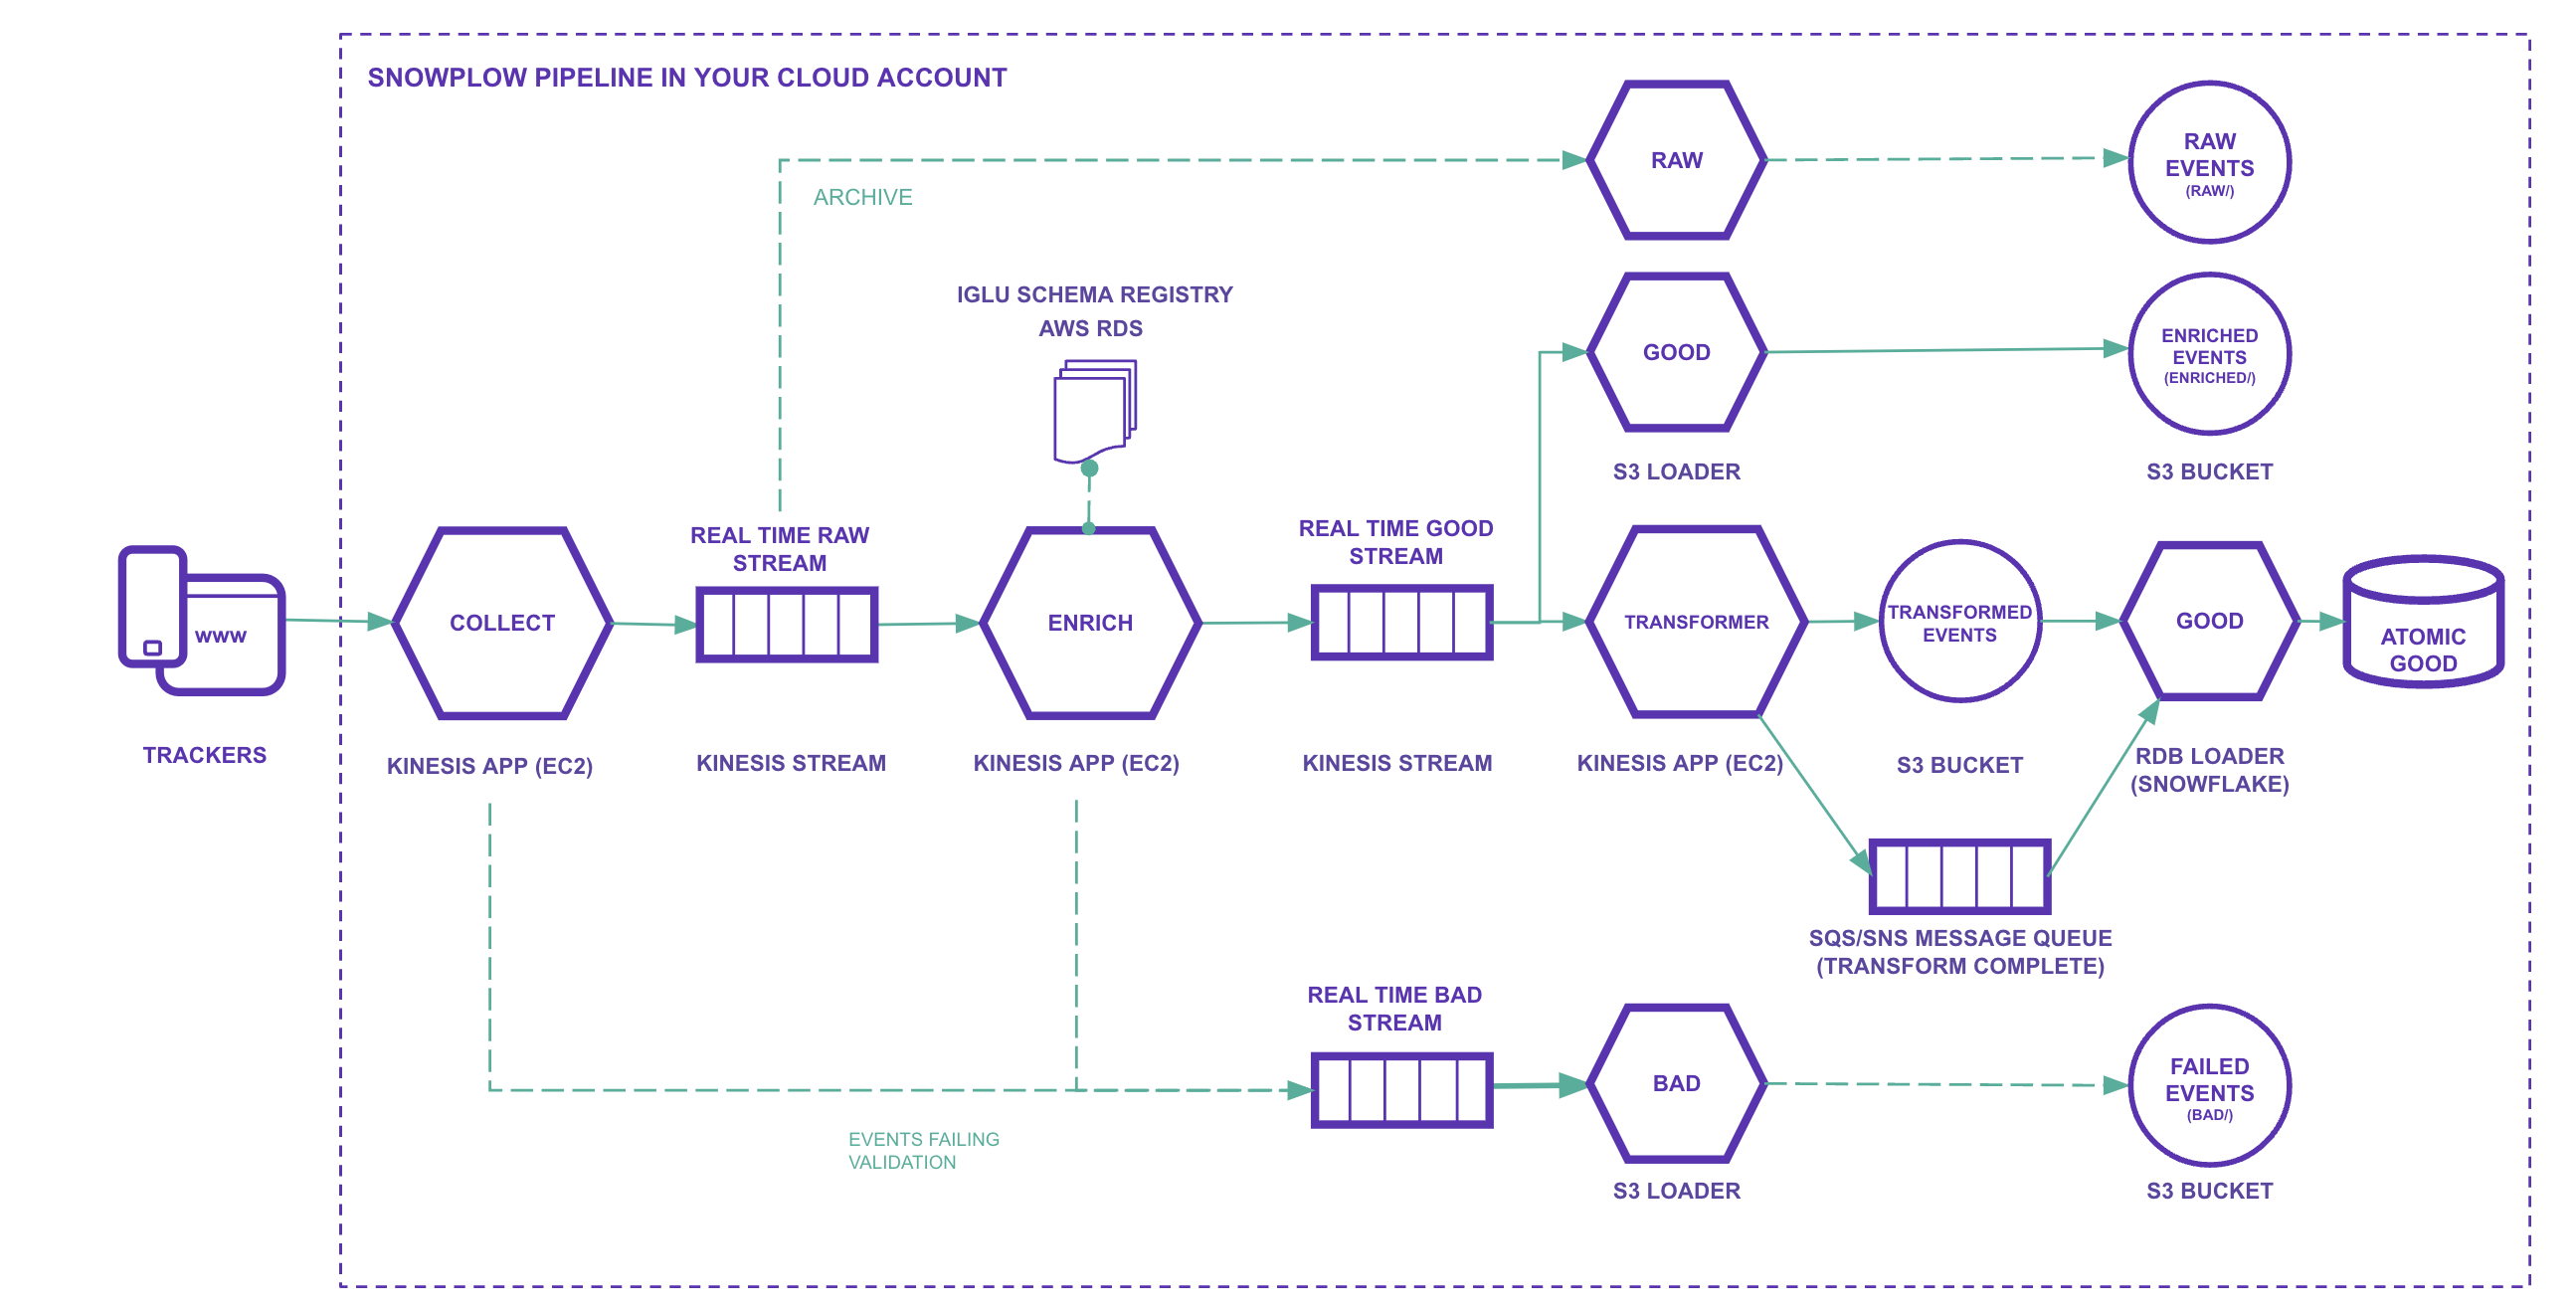 SNOWPLOW PIPELINE IN YOUR CLOUD ACCOUNT
RAW
RAW
EVENTS
(RAW/)
ARCHIVE
IGLU SCHEMA REGISTRY
AWS RDS
GOOD
ENRICHED
EVENTS
(ENRICHED/)
S3 LOADER
S3 BUCKET
www
TRACKERS
COLLECT
KINESIS APP (EC2)
REAL TIME RAW
STREAM
KINESIS STREAM
ENRICH
KINESIS APP (EC2)
REAL TIME GOOD
STREAM
KINESIS STREAM
TRANSFORMER
KINESIS APP (EC2)
TRANSFORMED
EVENTS
S3 BUCKET
GOOD
RDB LOADER
(SNOWFLAKE)
ATOMIC
GOOD
SQS/SNS MESSAGE QUEUE
(TRANSFORM COMPLETE)
REAL TIME BAD
STREAM
BAD
S3 LOADER
FAILED
EVENTS
(BAD/)
S3 BUCKET
EVENTS FAILING
VALIDATION